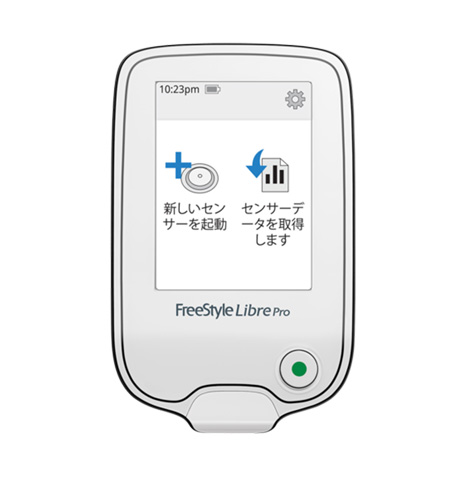 10:23pm
新しいセン
サーを起動
センサーデ
ータを取得
します
FreeStyle Libre Pro